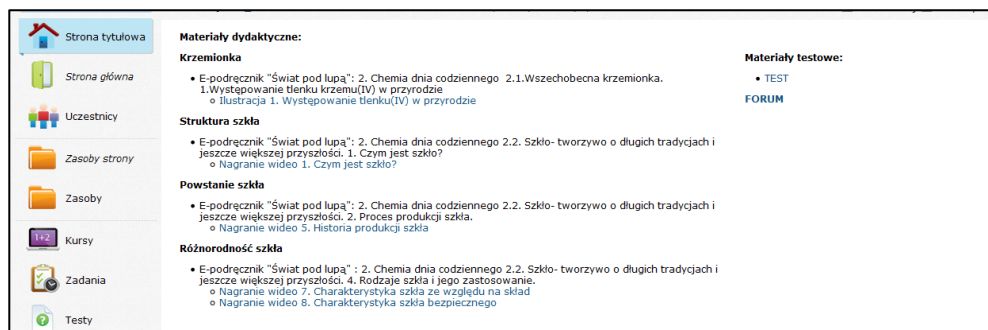 Strona tytułowa
Strona główna
Uczestnicy
Zasoby strony
Zasoby
1+2
Kursy
Zadania
Testy
Materiały dydaktyczne:
Krzemionka
• E-podręcznik "Świat pod lupą": 2. Chemia dnia codziennego 2.1.Wszechobecna krzemionka.
1.Występowanie tlenku krzemu(IV) w przyrodzie
Ilustracja 1. Występowanie tlenku(IV) w przyrodzie
Struktura szkła
• E-podręcznik "Świat pod lupą": 2. Chemia dnia codziennego 2.2. Szkło- tworzywo o długich tradycjach i
jeszcze większej przyszłości. 1. Czym jest szkło?
Nagranie wideo 1. Czym jest szkło?
Powstanie szkła
• E-podręcznik "Świat pod lupą": 2. Chemia dnia codziennego 2.2. Szkło- tworzywo o długich tradycjach i
jeszcze większej przyszłości. 2. Proces produkcji szkła.
Nagranie wideo 5. Historia produkcji szkła
Różnorodność szkła
• E-podręcznik "Świat pod lupą" : 2. Chemia dnia codziennego 2.2. Szkło- tworzywo o długich tradycjach i
jeszcze większej przyszłości. 4. Rodzaje szkła i jego zastosowanie.
Nagranie wideo 7. Charakterystyka szkła ze względu na skład
Nagranie wideo 8. Charakterystyka szkła bezpiecznego
Materiały testowe:
• TEST
FORUM